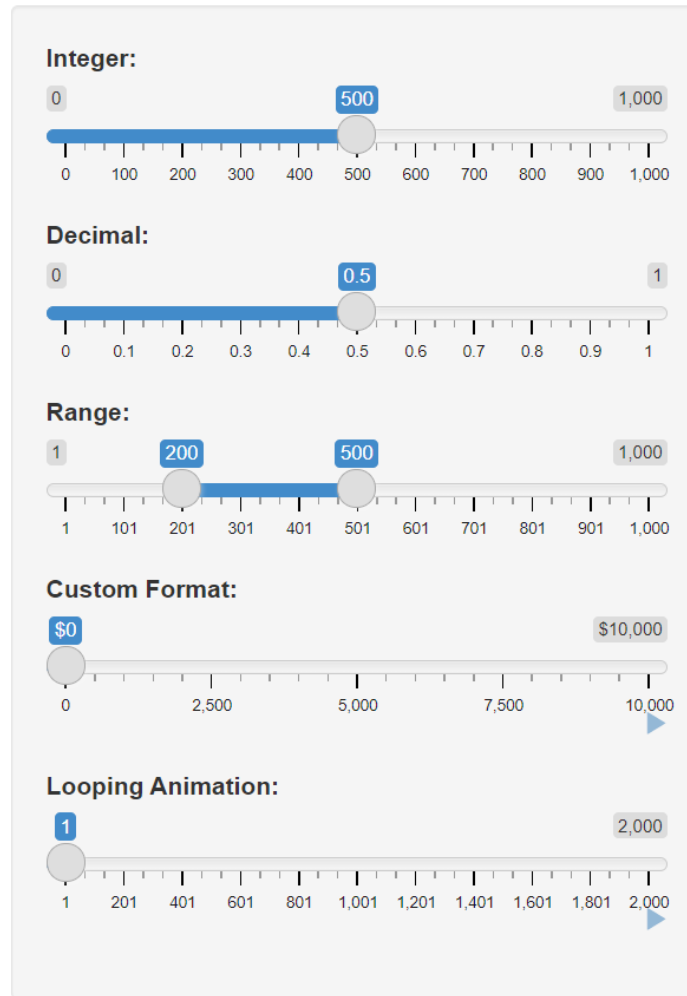 Integer:
0 500 1,000
0 100 200 300 400 500 600 700 800 900 1,000
Decimal:
0 0.5 1
0 0.1 0.2 0.3 0.4 0.5 0.6 0.7 0.8 0.9 1
Range:
1 200 500 1,000
1 101 201 301 401 501 601 701 801 901 1,000
Custom Format:
$0 $10,000
0 2,500 5,000 7,500 10,000
Looping Animation:
1 2,000
1 201 401 601 801 1,001 1,201 1,401 1,601 1,801 2,000